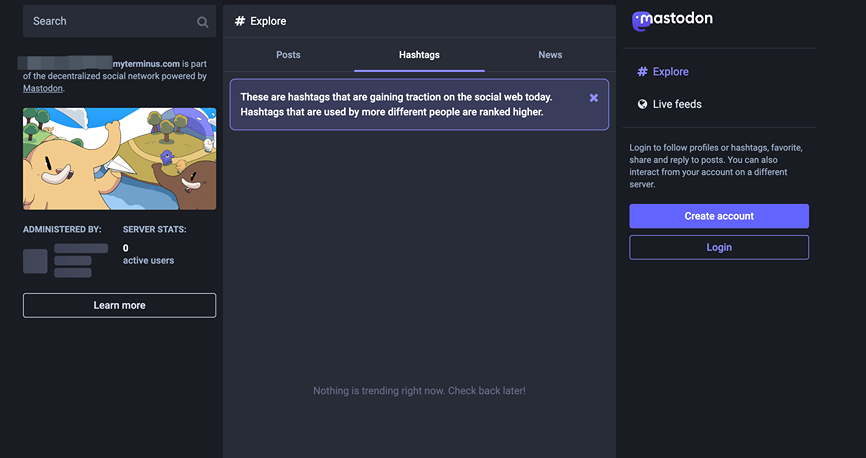 Search
myterminus.com is part
of the decentralized social network powered by
Mastodon.
ADMINISTERED BY:
SERVER STATS:
0
active users
Learn more
# Explore
Posts
Hashtags
News
These are hashtags that are gaining traction on the social web today.
Hashtags that are used by more different people are ranked higher.
Nothing is trending right now. Check back later!
mastodon
# Explore
Live feeds
Login to follow profiles or hashtags, favorite,
share and reply to posts. You can also
interact from your account on a different
server.
Create account
Login